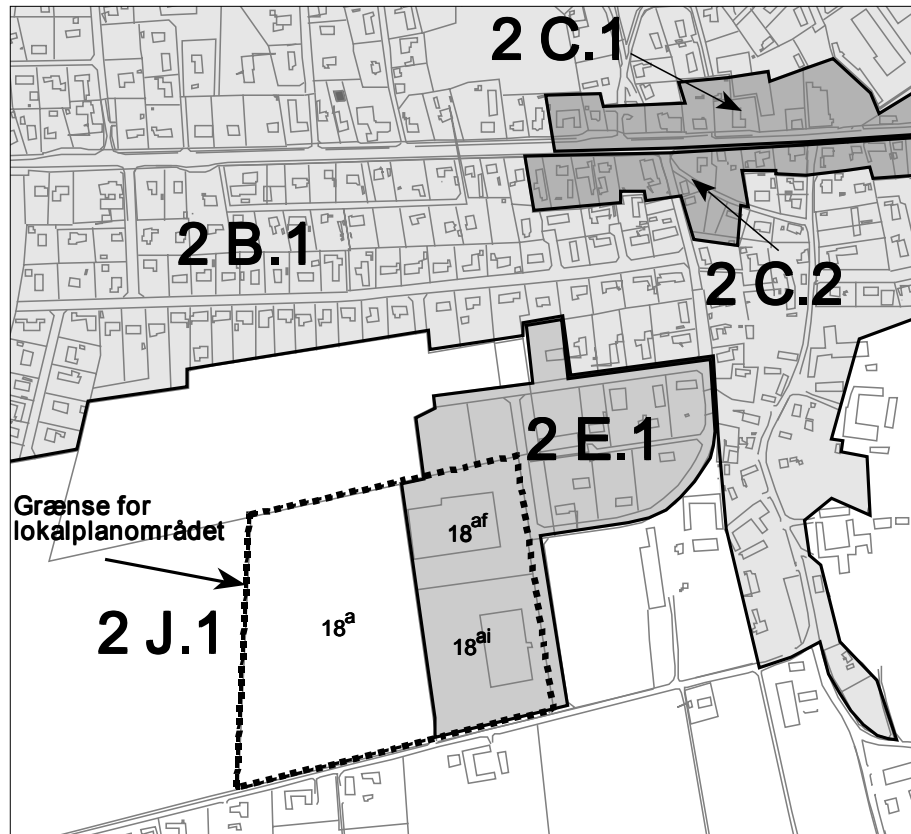 2 C.1
2 B.1
2 C.2
2 E.1
Grænse for
lokalplanområdet
18af
2 J.1
18a
18ai